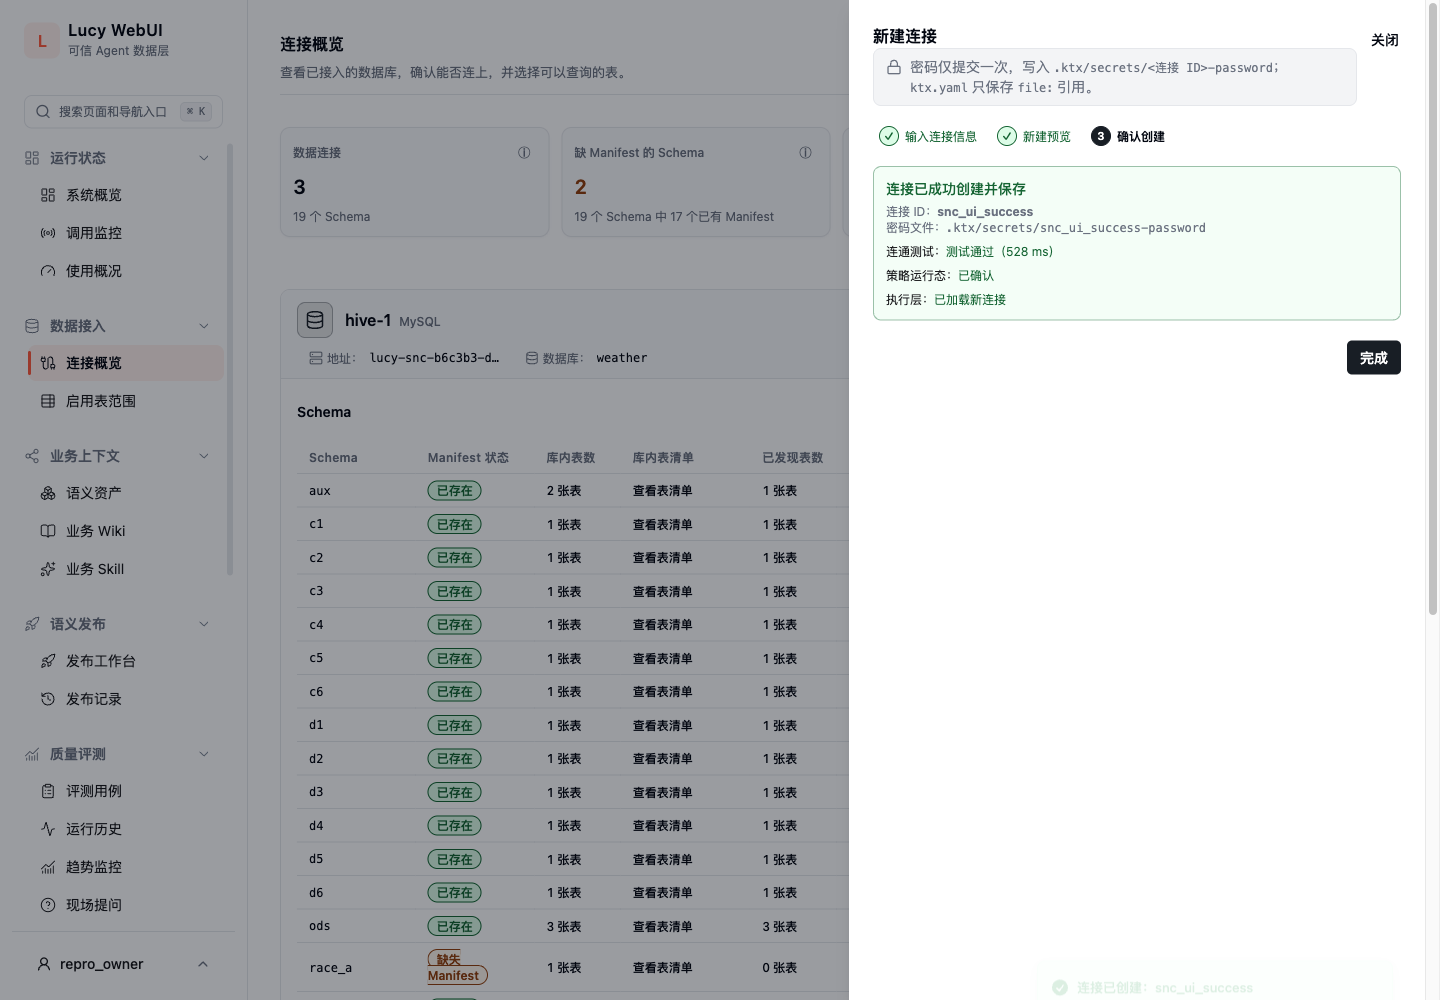 L
Lucy WebUI
可信 Agent 数据层
搜索页面和导航入口 ⌘ K
运行状态
系统概览
调用监控
使用概况
数据接入
连接概览
启用表范围
业务上下文
语义资产
业务 Wiki
业务 Skill
语义发布
发布工作台
发布记录
质量评测
评测用例
运行历史
趋势监控
现场提问
repro_owner
连接概览
查看已接入的数据库，确认能否连上，并选择可以查询的表。
数据连接
3
19 个 Schema
缺 Manifest 的 Schema
2
19 个 Schema 中 17 个已有 Manifest
hive-1 MySQL
地址： lucy-snc-b6c3b3-d… 数据库： weather
Schema
Schema Manifest 状态 库内表数 库内表清单 已发现表数
aux 已存在 2 张表 查看表清单 1 张表
c1 已存在 1 张表 查看表清单 1 张表
c2 已存在 1 张表 查看表清单 1 张表
c3 已存在 1 张表 查看表清单 1 张表
c4 已存在 1 张表 查看表清单 1 张表
c5 已存在 1 张表 查看表清单 1 张表
c6 已存在 1 张表 查看表清单 1 张表
d1 已存在 1 张表 查看表清单 1 张表
d2 已存在 1 张表 查看表清单 1 张表
d3 已存在 1 张表 查看表清单 1 张表
d4 已存在 1 张表 查看表清单 1 张表
d5 已存在 1 张表 查看表清单 1 张表
d6 已存在 1 张表 查看表清单 1 张表
ods 已存在 3 张表 查看表清单 3 张表
race_a 缺失 Manifest 1 张表 查看表清单 0 张表
新建连接
关闭
密码仅提交一次，写入 .ktx/secrets/<连接 ID>-password；
ktx.yaml 只保存 file: 引用。
输入连接信息 新建预览 3 确认创建
连接已成功创建并保存
连接 ID：snc_ui_success
密码文件：.ktx/secrets/snc_ui_success-password
连通测试：测试通过（528 ms）
策略运行态：已确认
执行层：已加载新连接
完成
连接已创建：snc_ui_success